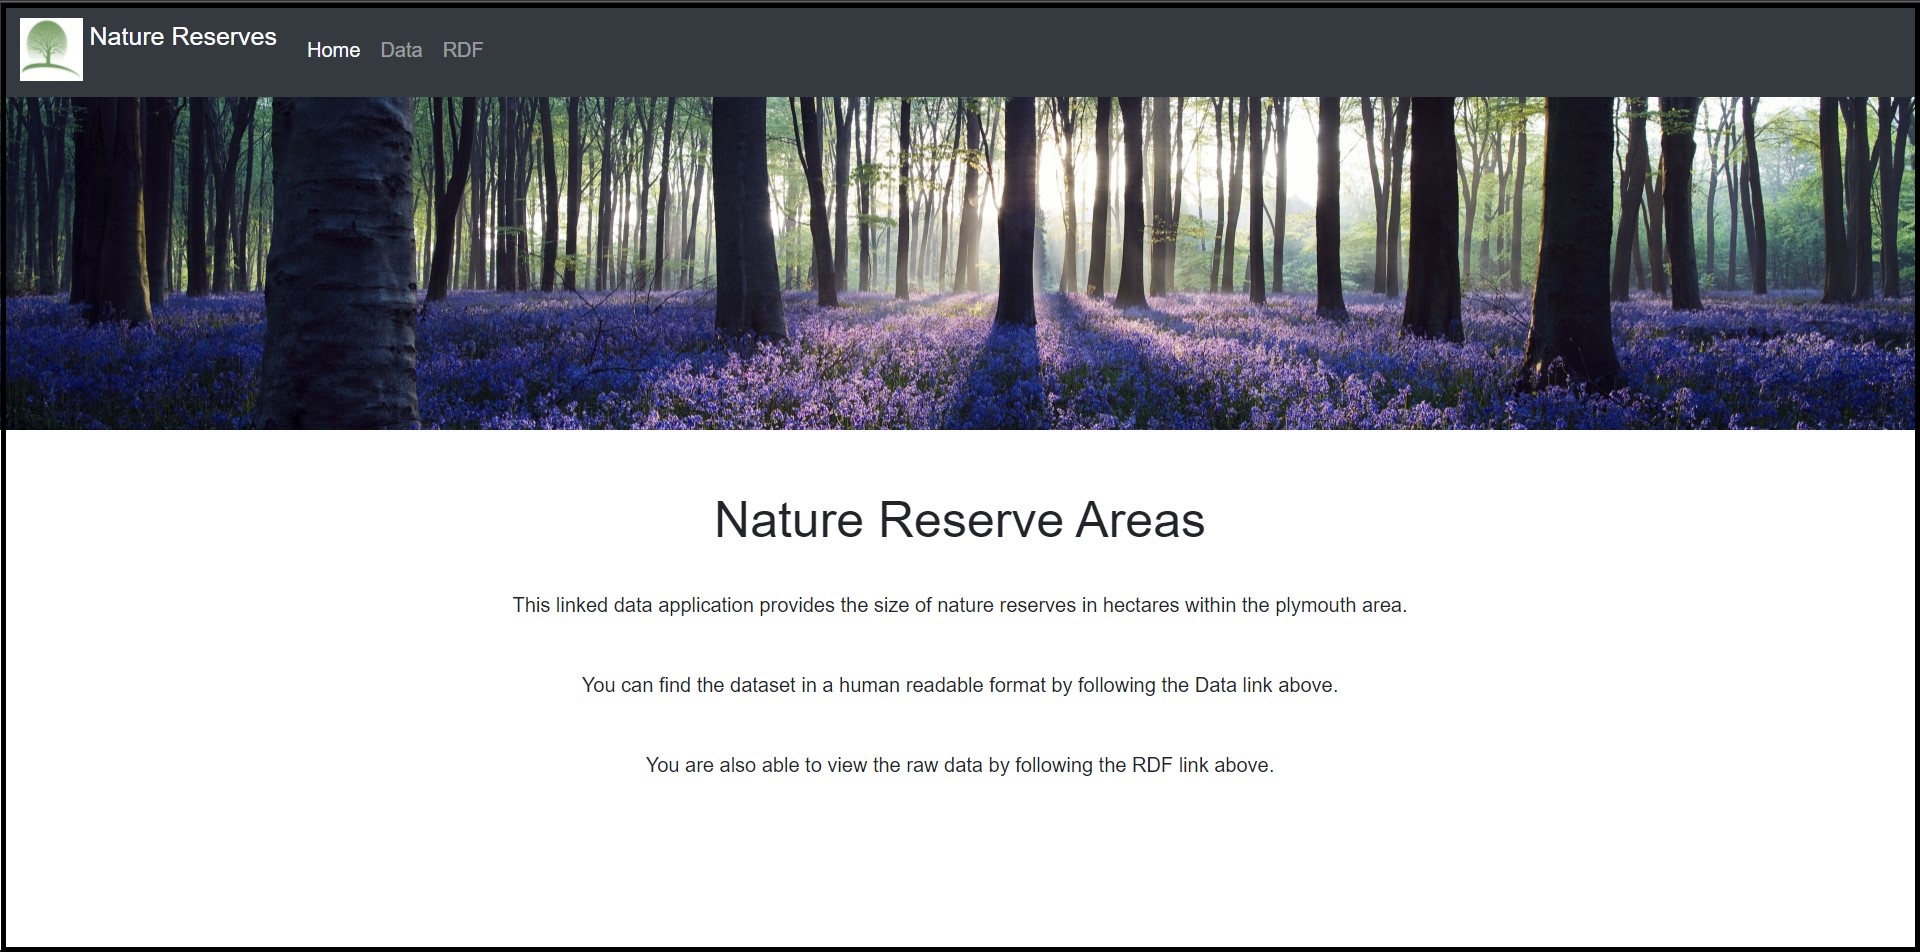 Nature Reserves
Home Data RDF
Nature Reserve Areas
This linked data application provides the size of nature reserves in hectares within the plymouth area.
You can find the dataset in a human readable format by following the Data link above.
You are also able to view the raw data by following the RDF link above.